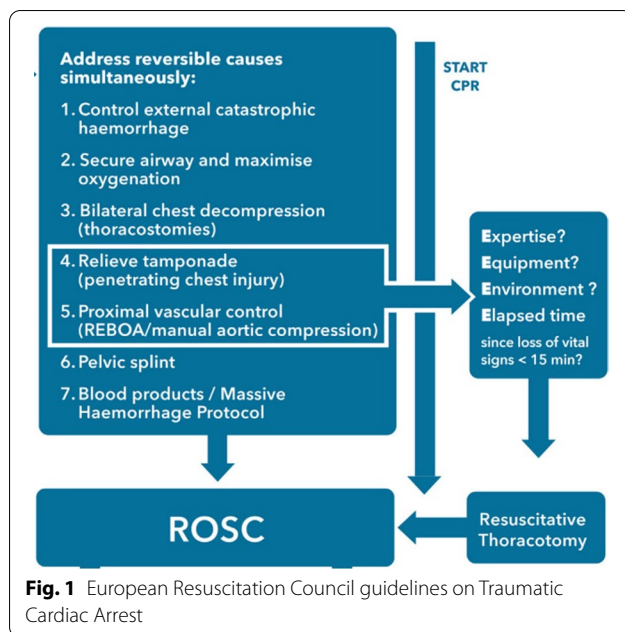 Address reversible causes
simultaneously:
1. Control external catastrophic
haemorrhage
2. Secure airway and maximise
oxygenation
3. Bilateral chest decompression
(thoracostomies)
4. Relieve tamponade
(penetrating chest injury)
5. Proximal vascular control
(REBOA/manual aortic compression)
6. Pelvic splint
7. Blood products / Massive
Haemorrhage Protocol
START
CPR
Expertise?
Equipment?
Environment ?
Elapsed time
since loss of vital
signs < 15 min?
ROSC
Resuscitative
Thoracotomy
Fig. 1 European Resuscitation Council guidelines on Traumatic
Cardiac Arrest